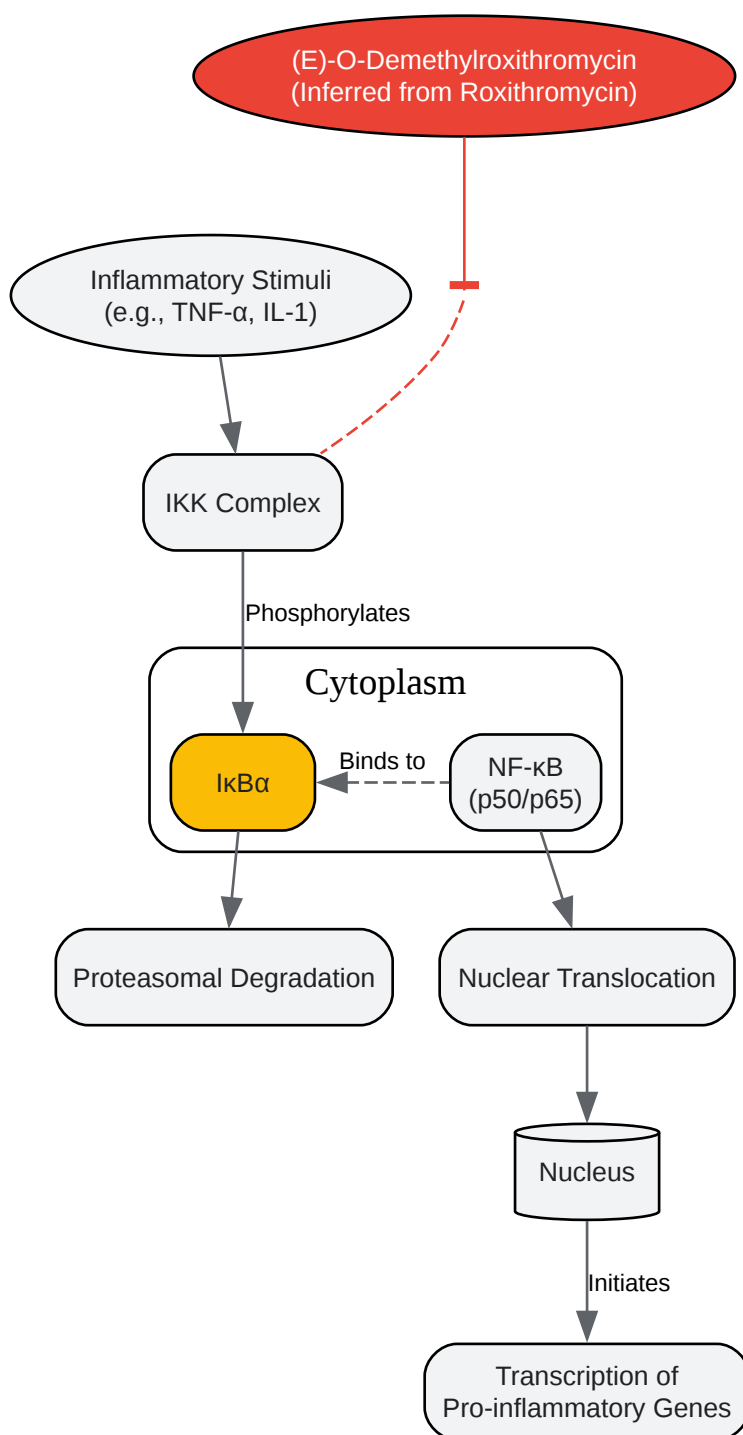 (E)-O-Demethylroxithromycin
(Inferred from Roxithromycin)
Inflammatory Stimuli
(e.g., TNF-α, IL-1)
IKK Complex
Phosphorylates
Cytoplasm
IκBα
Binds to
NF-κB
(p50/p65)
Proteasomal Degradation
Nuclear Translocation
Nucleus
Initiates
Transcription of
Pro-inflammatory Genes